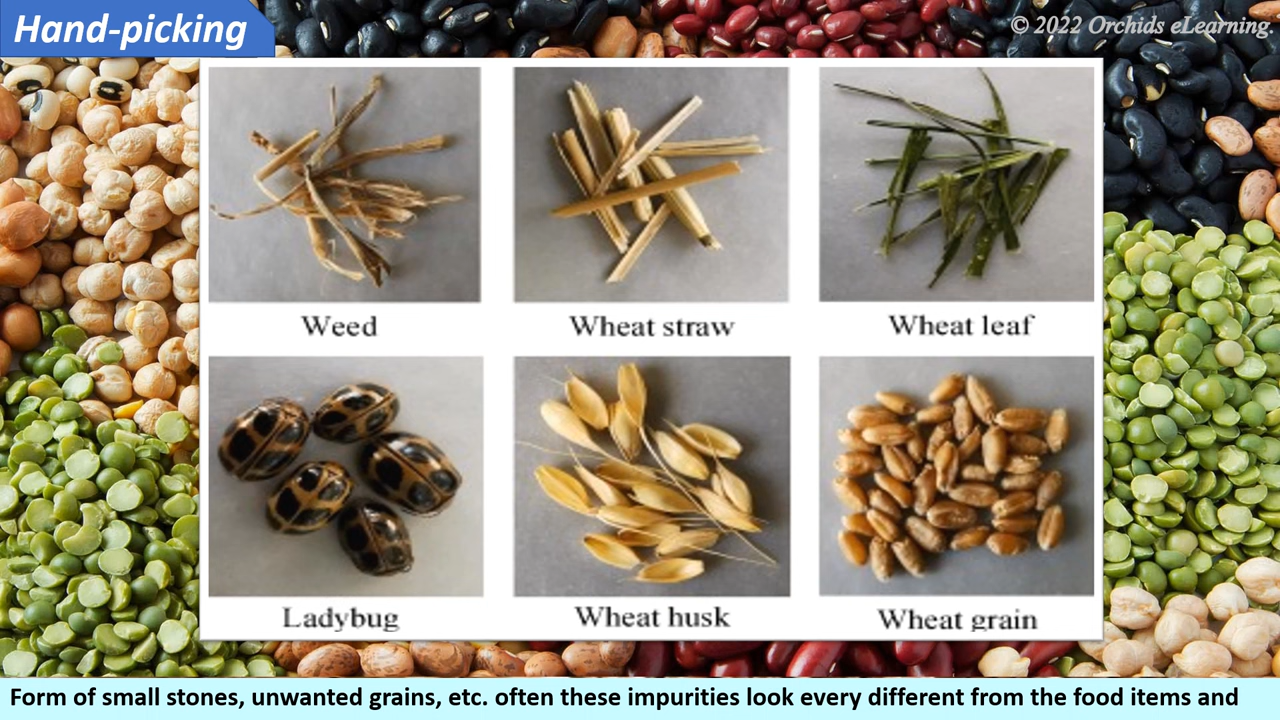 Hand-picking
© 2022 Orchids eLearning.
Weed
Wheat straw
Wheat leaf
Ladybug
Wheat husk
Wheat grain
Form of small stones, unwanted grains, etc. often these impurities look every different from the food items and